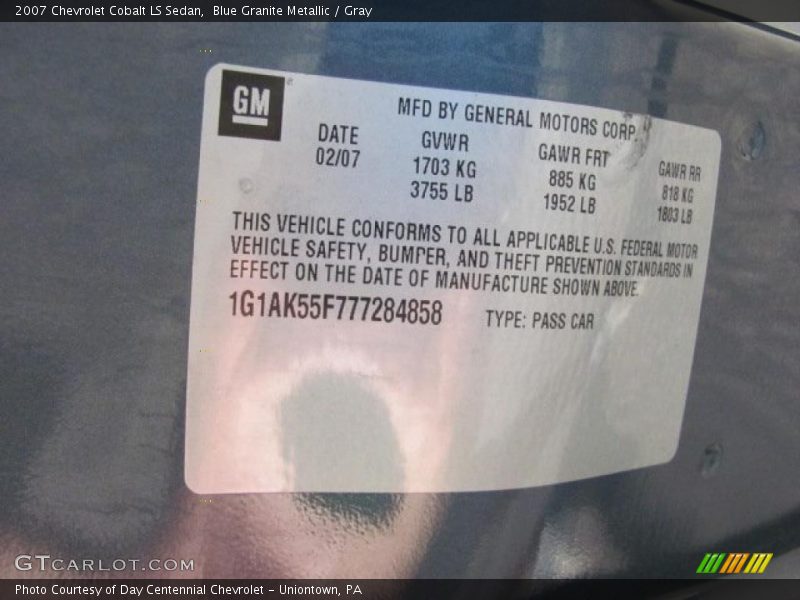 2007 Chevrolet Cobalt LS Sedan, Blue Granite Metallic / Gray
GM
MFD BY GENERAL MOTORS CORP
DATE GVWR GAWR FRT GAWR RR
02/07 1703 KG 885 KG 818 KG
3755 LB 1952 LB 1803 LB
THIS VEHICLE CONFORMS TO ALL APPLICABLE U.S. FEDERAL MOTOR
VEHICLE SAFETY, BUMPER, AND THEFT PREVENTION STANDARDS IN
EFFECT ON THE DATE OF MANUFACTURE SHOWN ABOVE.
1G1AK55F777284858 TYPE: PASS CAR
GTCARLOT.COM
Photo Courtesy of Day Centennial Chevrolet - Uniontown, PA